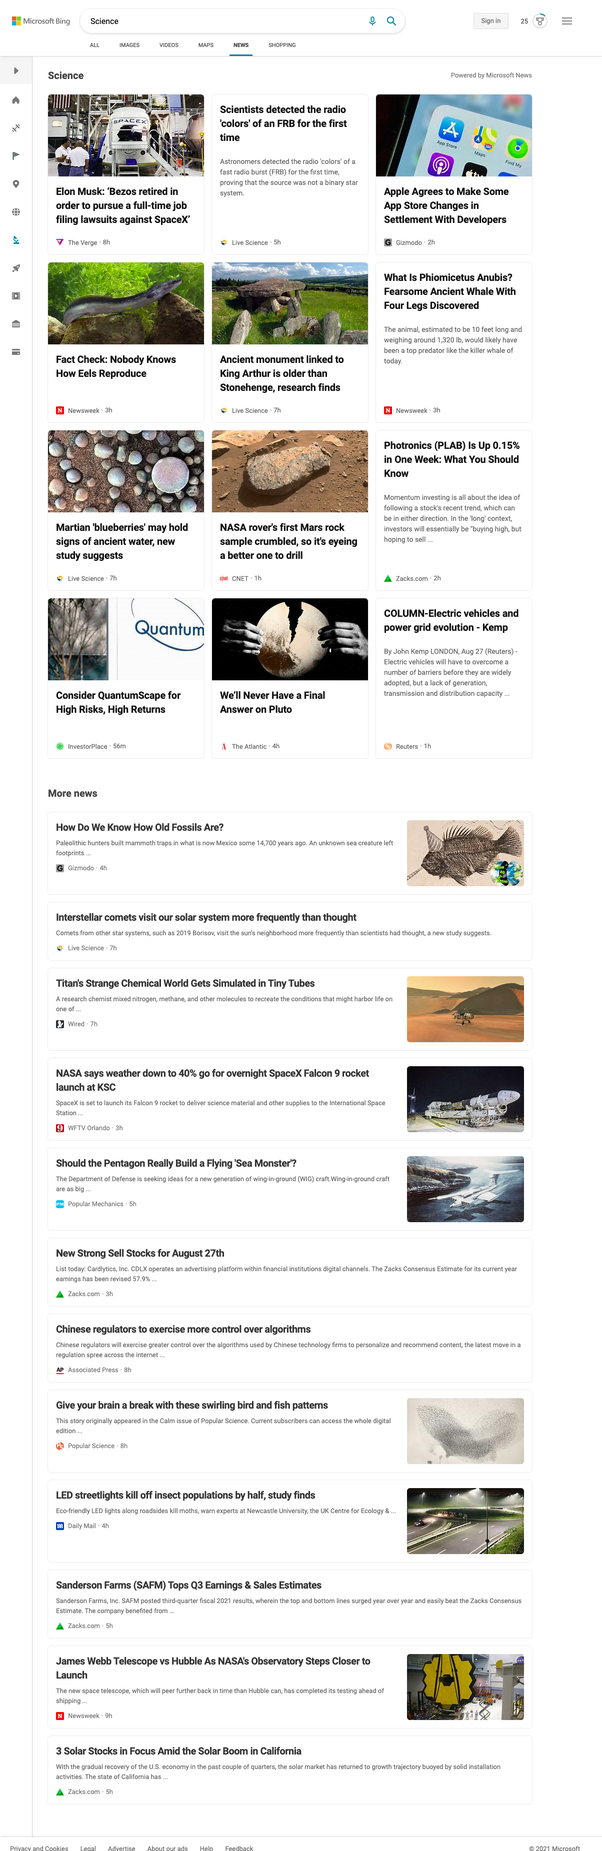 Microsoft Bing
Science
Sign in
25
ALL
IMAGES
VIDEOS
MAPS
NEWS
SHOPPING
Science
Powered by Microsoft News
SPACEX
Elon Musk: ‘Bezos retired in
order to pursue a full-time job
filing lawsuits against SpaceX’
The Verge · 8h
Scientists detected the radio
'colors' of an FRB for the first
time
Astronomers detected the radio 'colors' of a
fast radio burst (FRB) for the first time,
proving that the source was not a binary star
system.
Live Science · 5h
App Store
Maps
Find My
Apple Agrees to Make Some
App Store Changes in
Settlement With Developers
Gizmodo · 2h
Fact Check: Nobody Knows
How Eels Reproduce
Newsweek · 3h
Ancient monument linked to
King Arthur is older than
Stonehenge, research finds
Live Science · 7h
What Is Phiomicetus Anubis?
Fearsome Ancient Whale With
Four Legs Discovered
The animal, estimated to be 10 feet long and
weighing around 1,320 lb, would likely have
been a top predator like the killer whale of
today.
Newsweek · 3h
Martian 'blueberries' may hold
signs of ancient water, new
study suggests
Live Science · 7h
NASA rover's first Mars rock
sample crumbled, so it's eyeing
a better one to drill
CNET · 1h
Photronics (PLAB) Is Up 0.15%
in One Week: What You Should
Know
Momentum investing is all about the idea of
following a stock's recent trend, which can
be in either direction. In the 'long' context,
investors will essentially be "buying high, but
hoping to sell ...
Zacks.com · 2h
Quantum
Consider QuantumScape for
High Risks, High Returns
InvestorPlace · 56m
We'll Never Have a Final
Answer on Pluto
The Atlantic · 4h
COLUMN-Electric vehicles and
power grid evolution - Kemp
By John Kemp LONDON, Aug 27 (Reuters) -
Electric vehicles will have to overcome a
number of barriers before they are widely
adopted, but a lack of generation,
transmission and distribution capacity ...
Reuters · 1h
More news
How Do We Know How Old Fossils Are?
Paleolithic hunters built mammoth traps in what is now Mexico some 14,700 years ago. An unknown sea creature left
footprints ...
Gizmodo · 4h
Interstellar comets visit our solar system more frequently than thought
Comets from other star systems, such as 2019 Borisov, visit the sun's neighborhood more frequently than scientists had thought, a new study suggests.
Live Science · 7h
Titan's Strange Chemical World Gets Simulated in Tiny Tubes
A research chemist mixed nitrogen, methane, and other molecules to recreate the conditions that might harbor life on
one of ...
Wired · 7h
NASA says weather down to 40% go for overnight SpaceX Falcon 9 rocket
launch at KSC
SpaceX is set to launch its Falcon 9 rocket to deliver science material and other supplies to the International Space
Station ...
WFTV Orlando · 3h
Should the Pentagon Really Build a Flying 'Sea Monster'?
The Department of Defense is seeking ideas for a new generation of wing-in-ground (WIG) craft.Wing-in-ground craft
are as big ...
Popular Mechanics · 5h
New Strong Sell Stocks for August 27th
List today: Cardlytics, Inc. CDLX operates an advertising platform within financial institutions digital channels. The Zacks Consensus Estimate for its current year
earnings has been revised 57.9% ...
Zacks.com · 3h
Chinese regulators to exercise more control over algorithms
Chinese regulators will exercise greater control over the algorithms used by Chinese technology firms to personalize and recommend content, the latest move in a
regulation spree across the internet ...
AP
Associated Press · 8h
Give your brain a break with these swirling bird and fish patterns
This story originally appeared in the Calm issue of Popular Science. Current subscribers can access the whole digital
edition ...
Popular Science · 8h
LED streetlights kill off insect populations by half, study finds
Eco-friendly LED lights along roadsides kill moths, warn experts at Newcastle University, the UK Centre for Ecology & ...
Daily Mail · 4h
Sanderson Farms (SAFM) Tops Q3 Earnings & Sales Estimates
Sanderson Farms, Inc. SAFM posted third-quarter fiscal 2021 results, wherein the top and bottom lines surged year over year and easily beat the Zacks Consensus
Estimate. The company benefited from ...
Zacks.com · 5h
James Webb Telescope vs Hubble As NASA's Observatory Steps Closer to
Launch
The new space telescope, which will peer further back in time than Hubble can, has completed its testing ahead of
shipping ...
Newsweek · 9h
3 Solar Stocks in Focus Amid the Solar Boom in California
With the gradual recovery of the U.S. economy in the past couple of quarters, the solar market has returned to growth trajectory buoyed by solid installation
activities. The state of California has ...
Zacks.com · 5h
Privacy and Cookies
Legal
Advertise
About our ads
Help
Feedback
© 2021 Microsoft